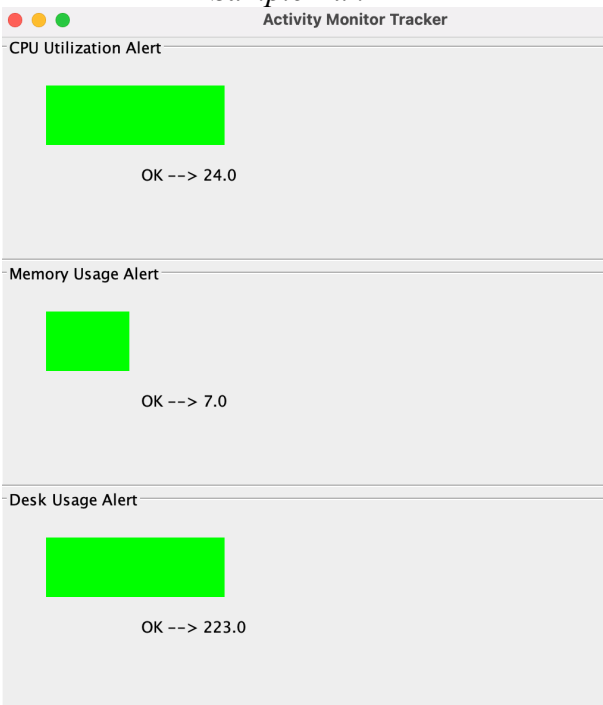 Activity Monitor Tracker
CPU Utilization Alert
OK --> 24.0
Memory Usage Alert
OK --> 7.0
Desk Usage Alert
OK --> 223.0